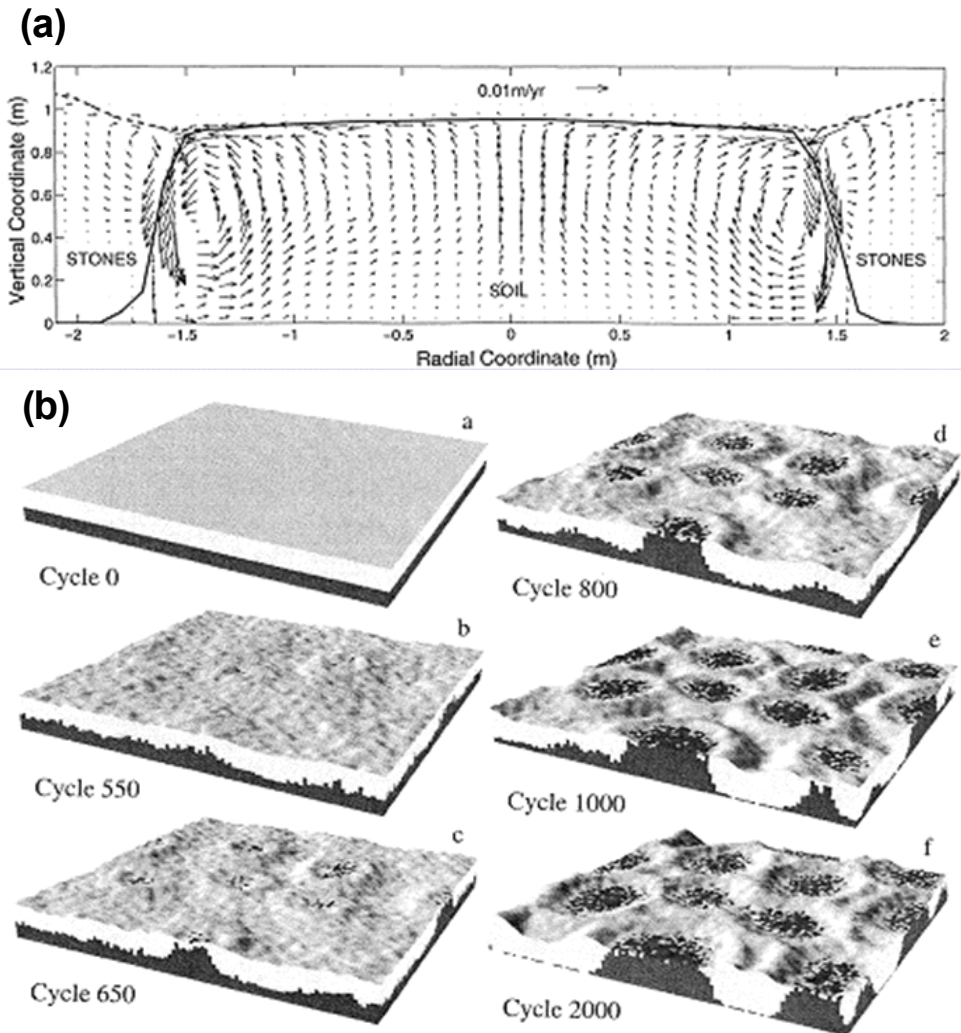 (a)
1.2
1
0.8
0.6
0.4
0.2
0
Vertical Coordinate (m)
0.01m/yr
STONES
SOIL
STONES
-2 -1.5 -1 -0.5 0 0.5 1 1.5 2
Radial Coordinate (m)
(b)
a
Cycle 0
b
Cycle 550
c
Cycle 650
d
Cycle 800
e
Cycle 1000
f
Cycle 2000